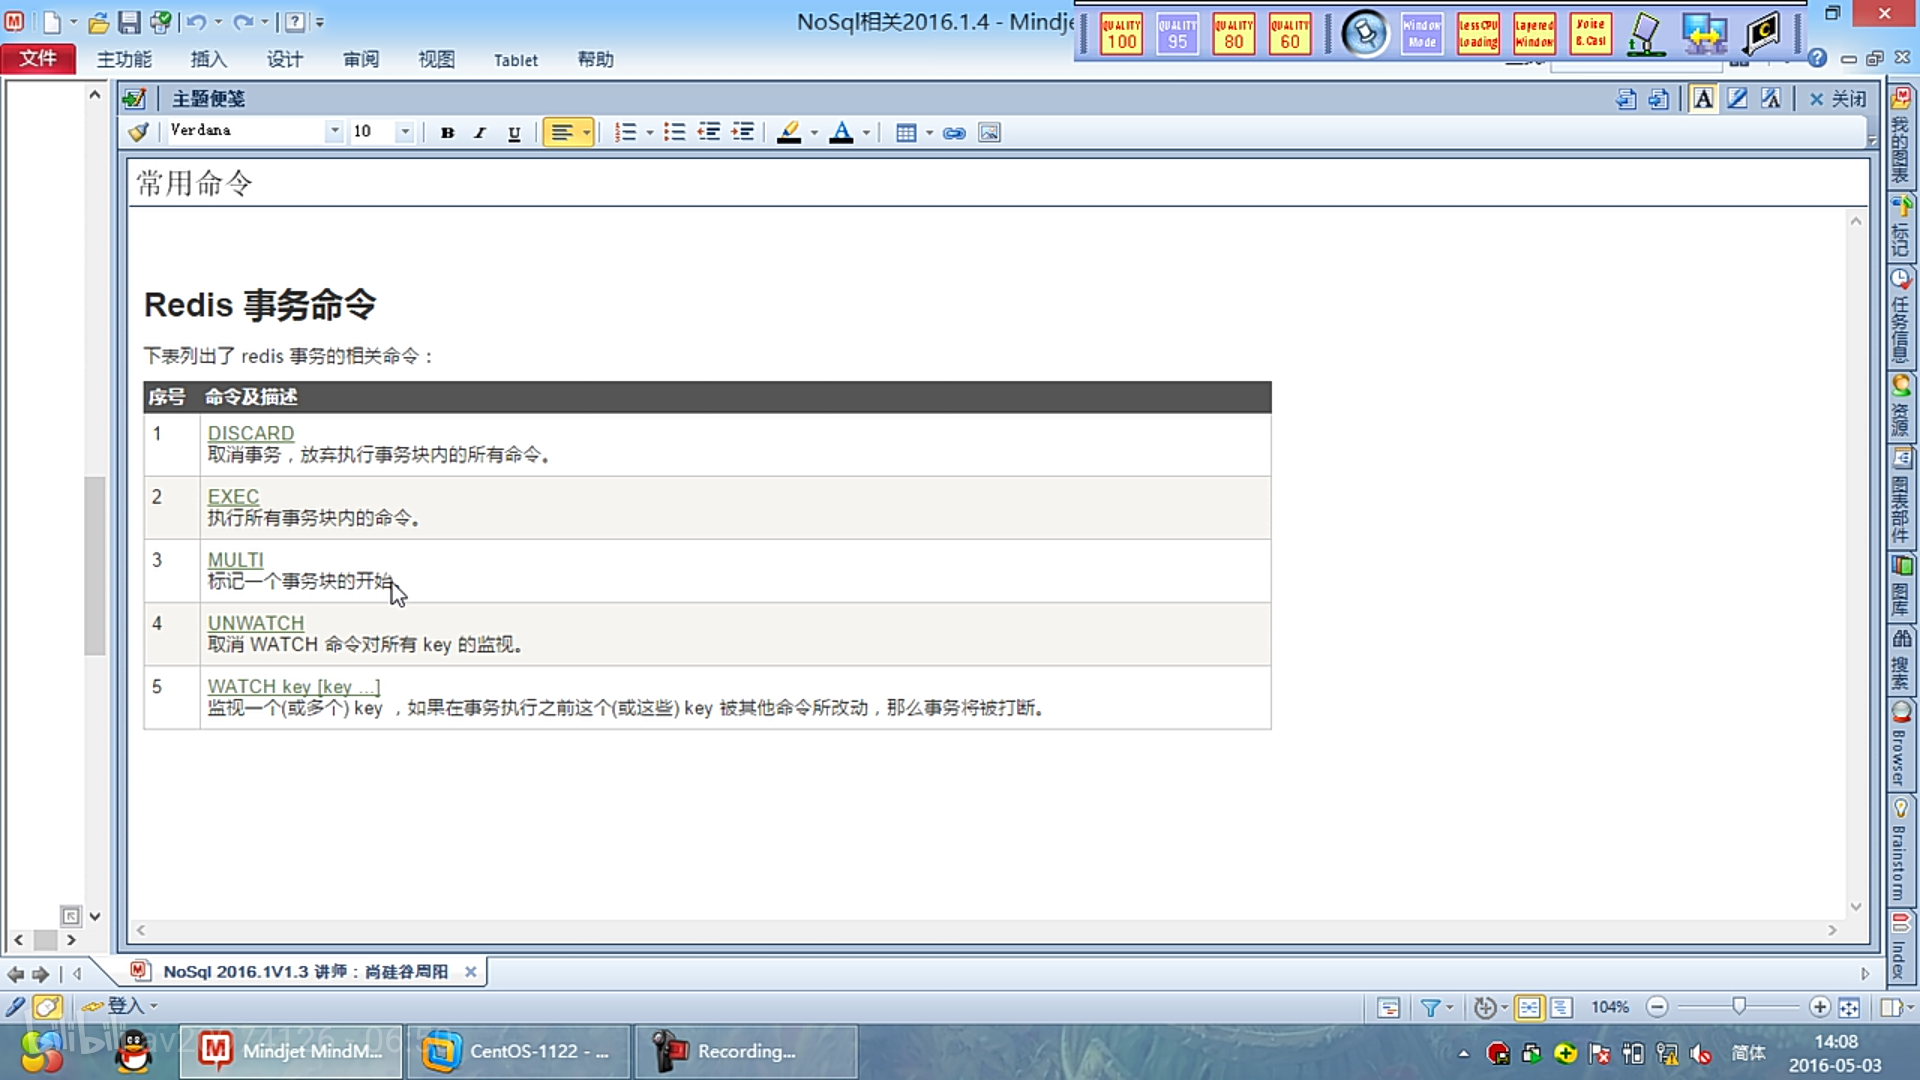 NoSql相关2016.1.4 - Mindje
QUALITY 100
QUALITY 95
QUALITY 80
QUALITY 60
Window Mode
LessCPU Loading
Layered Window
Voice B.Cast
文件 主功能 插入 设计 审阅 视图 Tablet 帮助
主题便笺
关闭
Verdana 10
常用命令
Redis 事务命令
下表列出了 redis 事务的相关命令：
序号 命令及描述
1 DISCARD
取消事务，放弃执行事务块内的所有命令。
2 EXEC
执行所有事务块内的命令。
3 MULTI
标记一个事务块的开始
4 UNWATCH
取消 WATCH 命令对所有 key 的监视。
5 WATCH key [key ...]
监视一个(或多个) key ，如果在事务执行之前这个(或这些) key 被其他命令所改动，那么事务将被打断。
我的图表
标记
任务信息
资源
图表部件
图库
搜索
Browser
Brainstorm
Index
NoSql 2016.1V1.3 讲师：尚硅谷周阳
登入
104%
Mindjet MindM...
CentOS-1122 - ...
Recording...
简体
14:08
2016-05-03